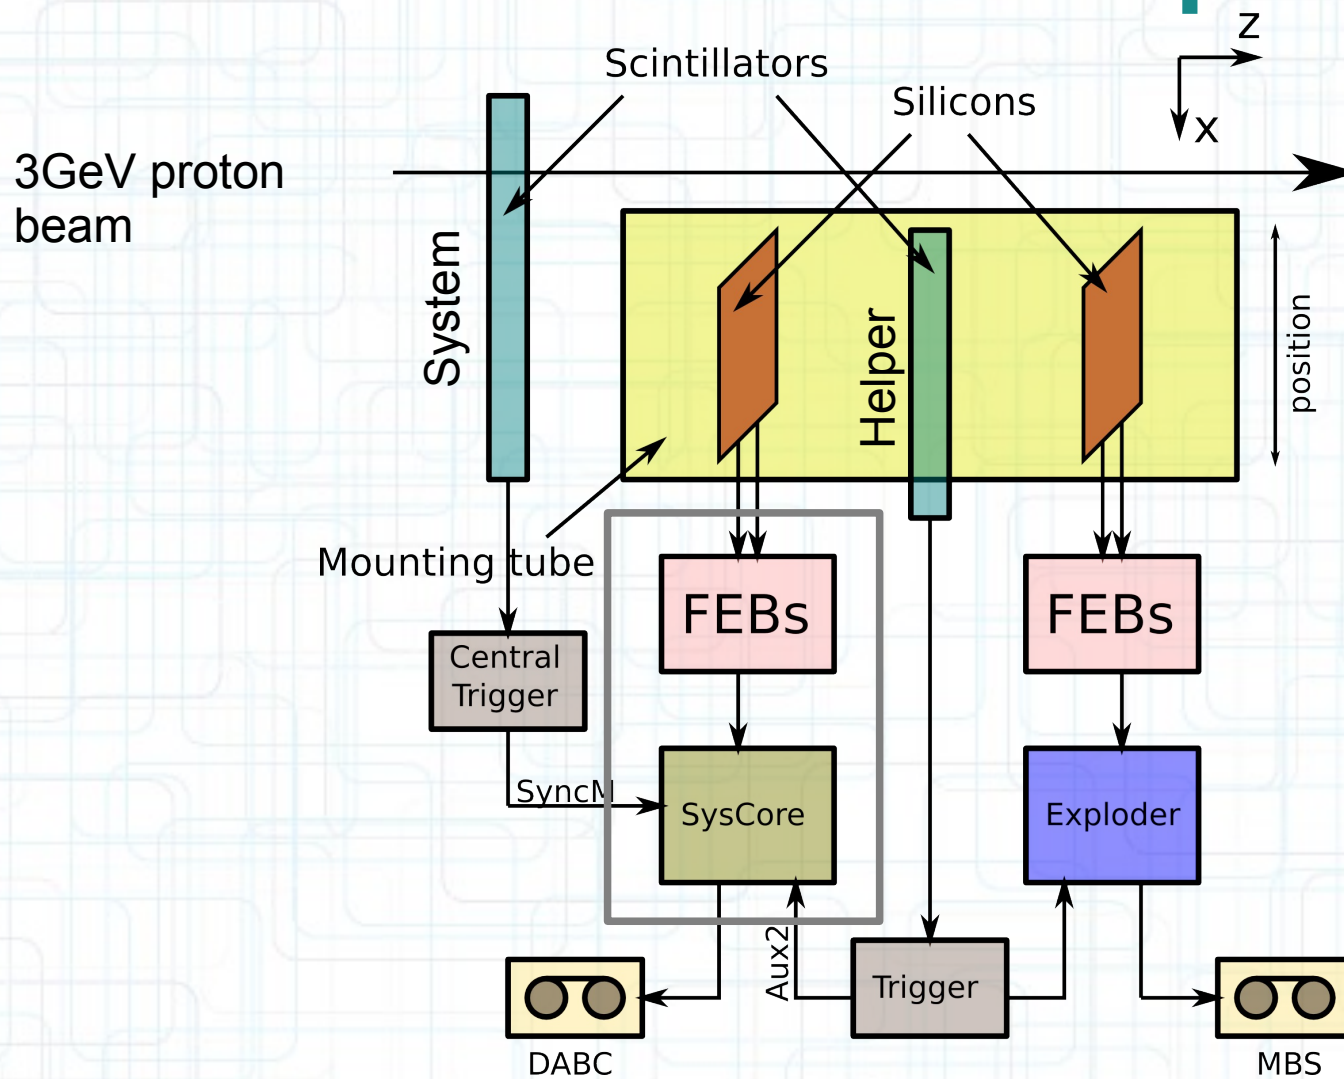 Z
Scintillators
Silicons
X
3GeV proton
beam
System
Helper
position
Mounting tube
FEBs
FEBs
Central
Trigger
SyncM
SysCore
Exploder
Aux2
Trigger
DABC
MBS